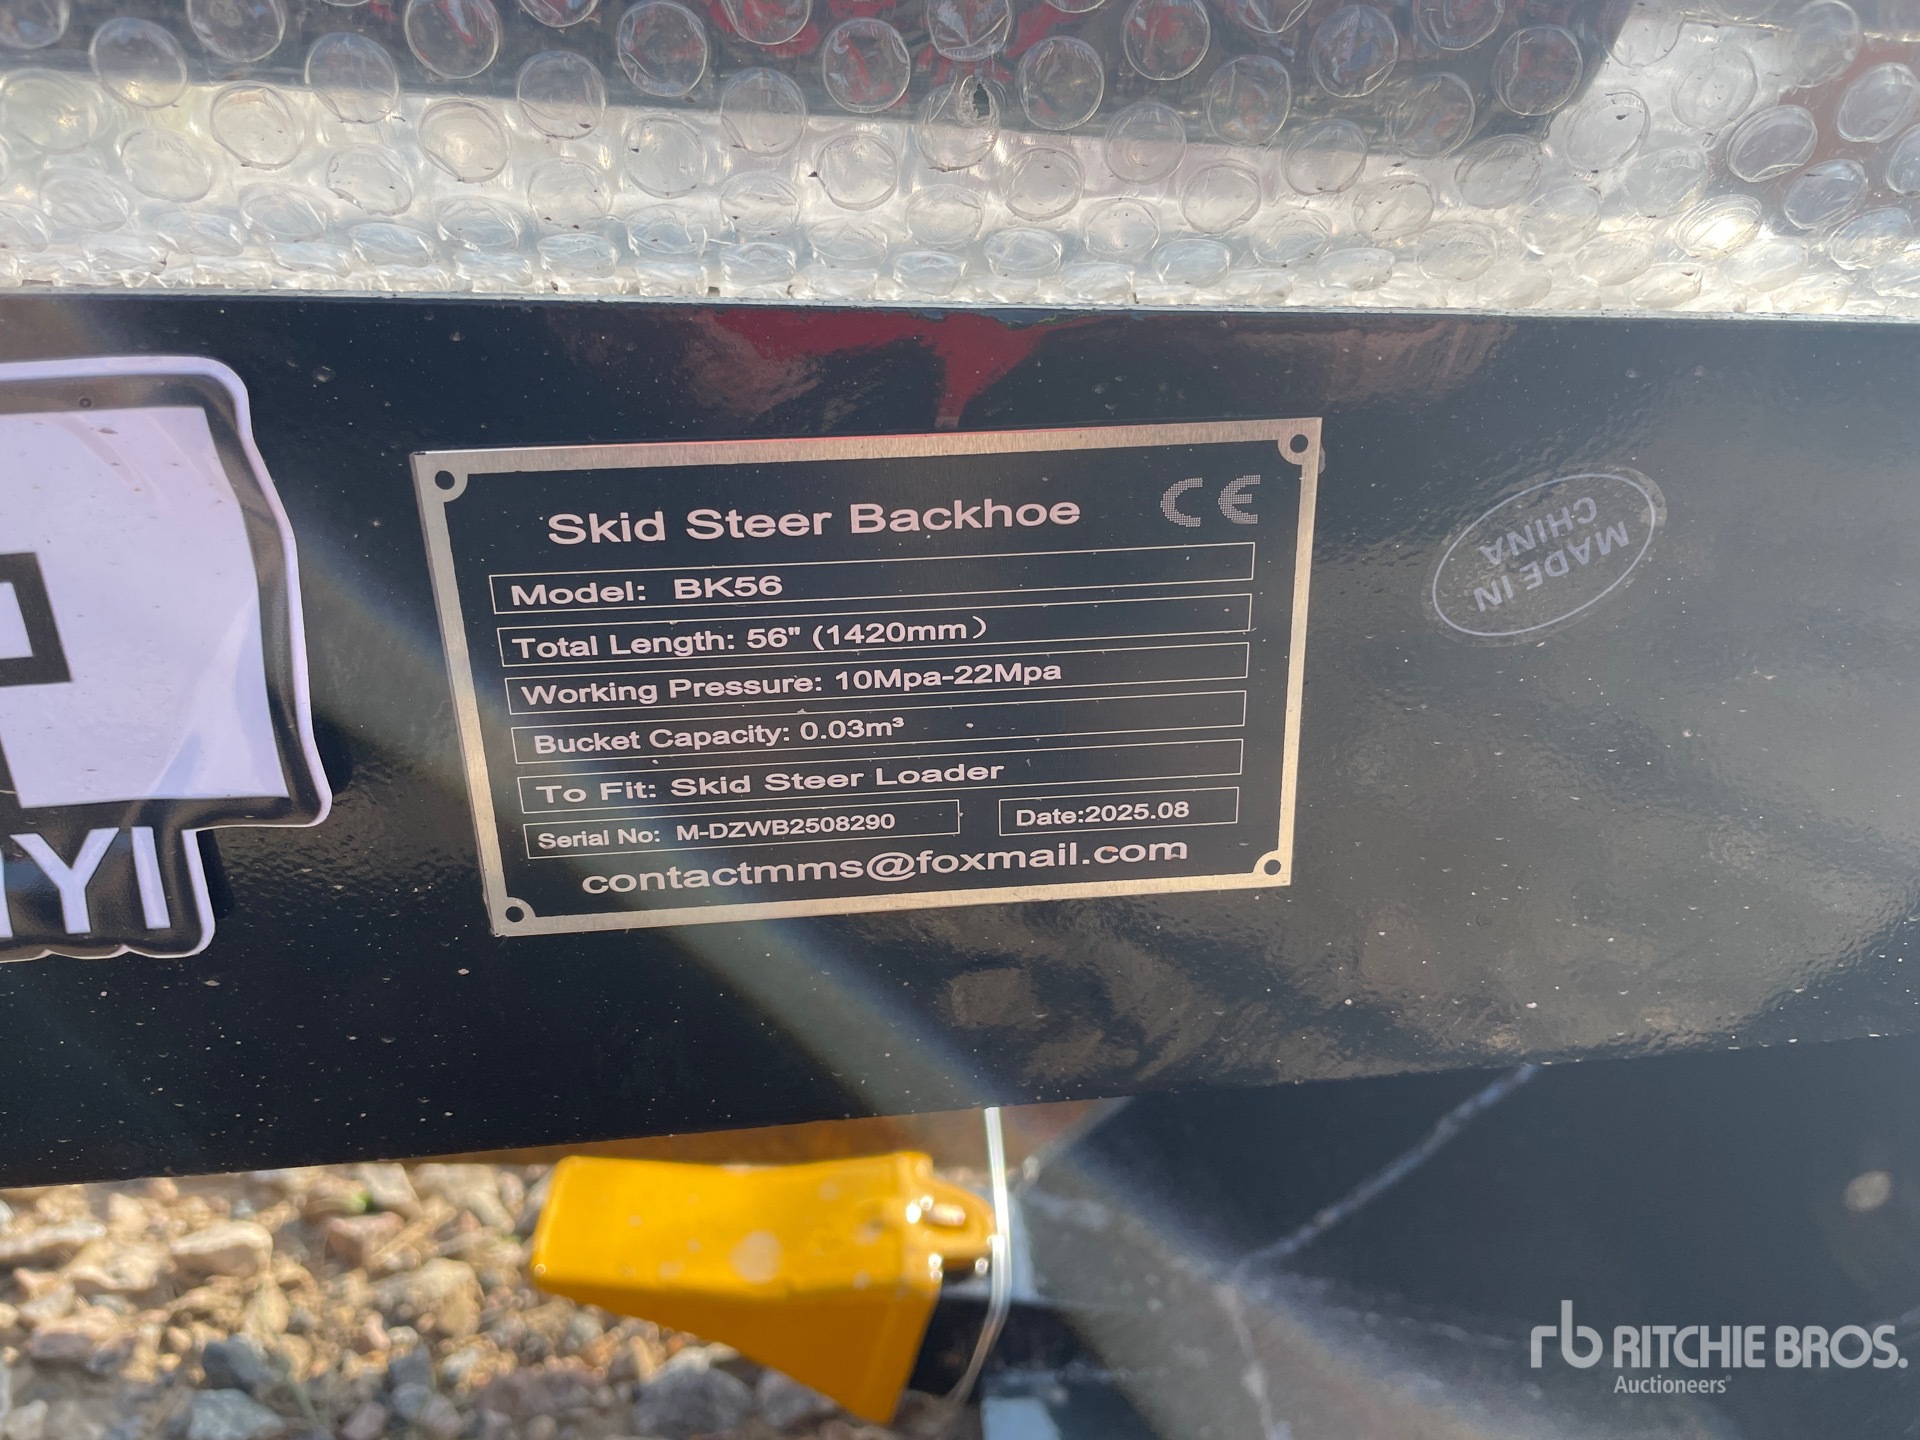 Skid Steer Backhoe CE
Model: BK56
Total Length: 56" (1420mm)
Working Pressure: 10Mpa-22Mpa
Bucket Capacity: 0.03m³
To Fit: Skid Steer Loader
Serial No: M-DZWB2508290 Date:2025.08
contactmms@foxmail.com
MADE IN
CHINA
YI
rb RITCHIE BROS.
Auctioneers